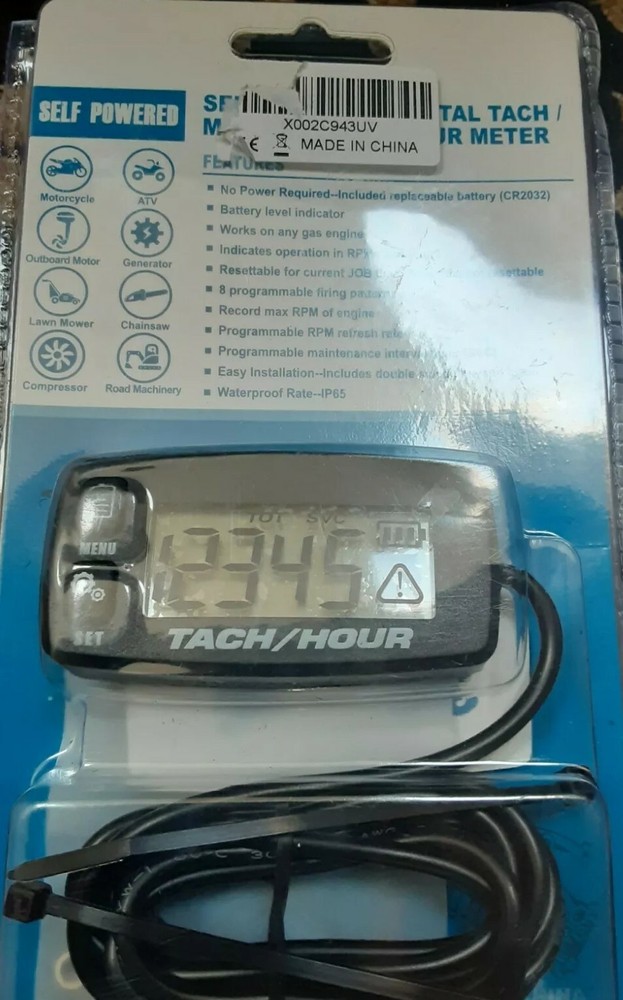 SELF POWERED
TAL TACH /
UR METER
X002C943UV
CE MADE IN CHINA
FEATURES
Motorcycle
ATV
Outboard Motor
Generator
Lawn Mower
Chainsaw
Compressor
Road Machinery
No Power Required--Included replaceable battery (CR2032)
Battery level indicator
Works on any gas engine
Indicates operation in RPM
Resettable for current JOB
8 programmable firing
Record max RPM of engine
Programmable RPM refresh
Programmable maintenance
Easy Installation--Includes double
Waterproof Rate--IP65
TOT SVC
12345
MENU
SET
TACH/HOUR